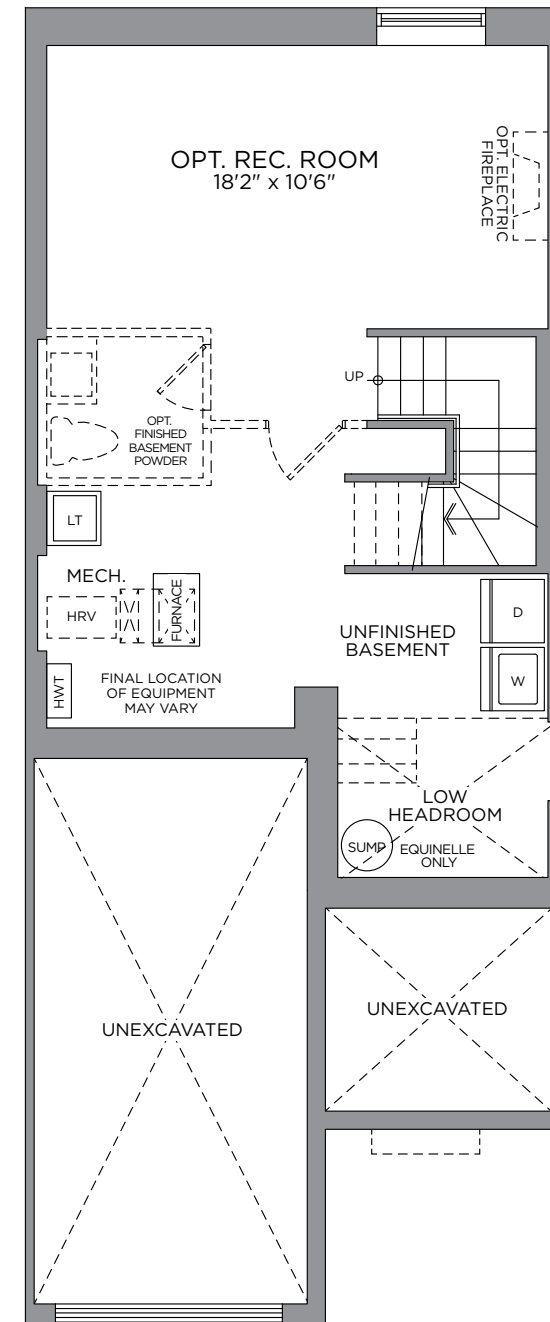 OPT. REC. ROOM
18'2" x 10'6"
OPT. ELECTRIC
FIREPLACE
UP
OPT.
FINISHED
BASEMENT
POWDER
LT
MECH.
HRV
FURNACE
HWT
FINAL LOCATION
OF EQUIPMENT
MAY VARY
UNFINISHED
BASEMENT
D
W
LOW
HEADROOM
SUMP
EQUINELLE
ONLY
UNEXCAVATED
UNEXCAVATED